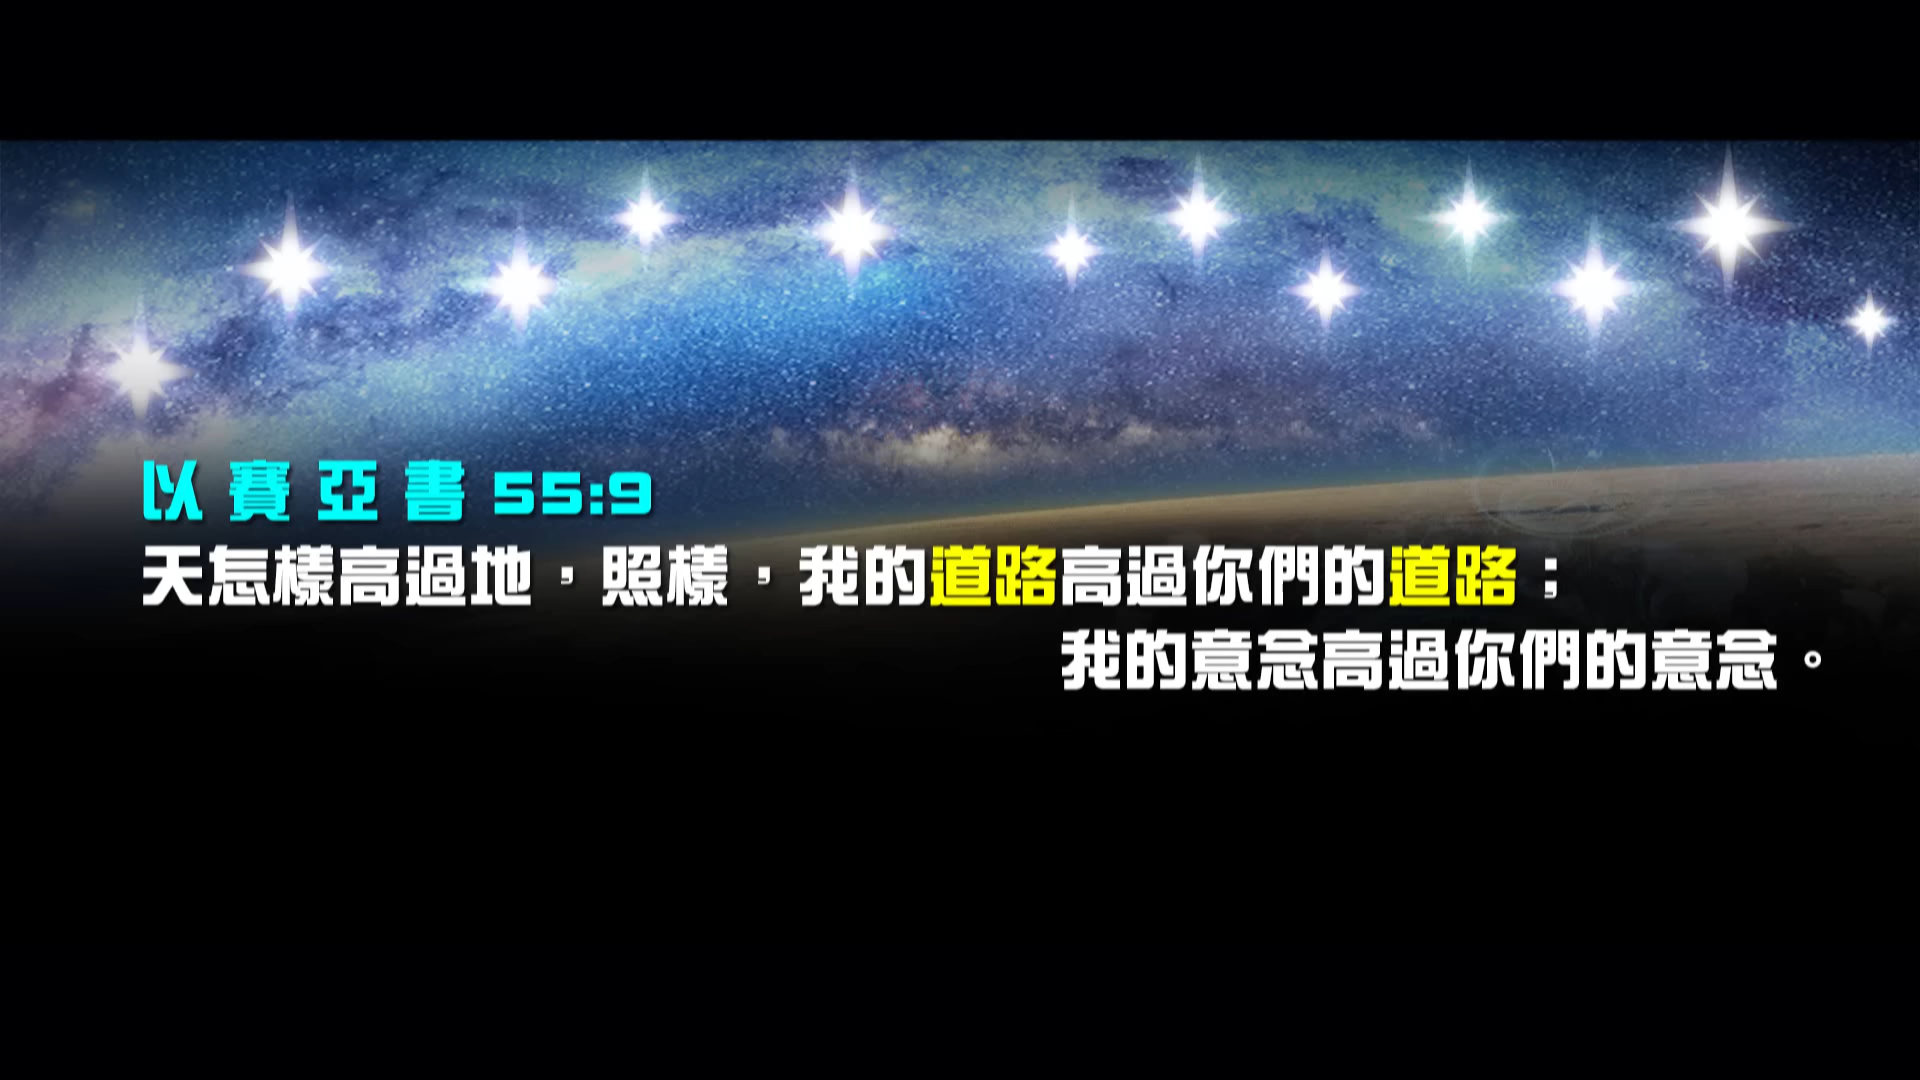 以賽亞書 55:9
天怎樣高過地，照樣，我的道路高過你們的道路；
我的意念高過你們的意念。